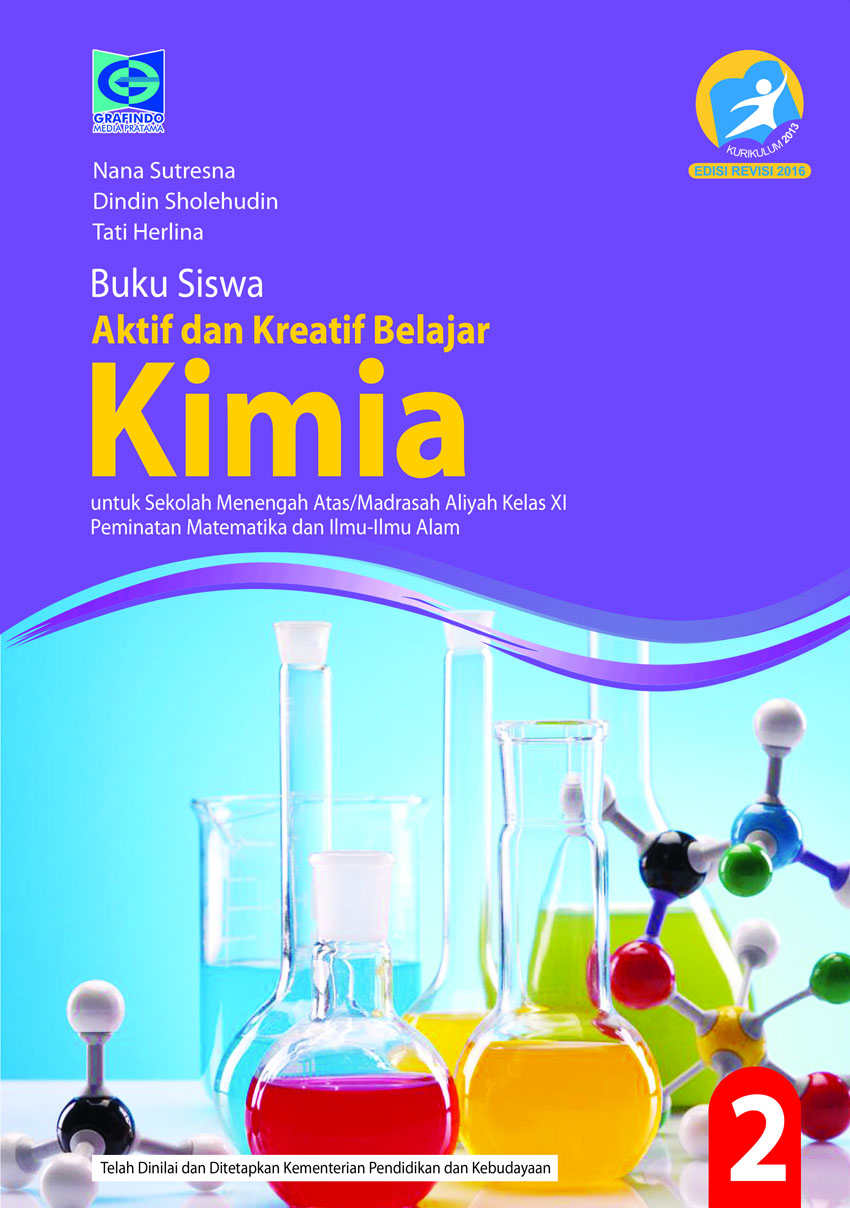 GRAFINDO
MEDIA PRATAMA
KURIKULUM 2013
EDISI REVISI 2016
Nana Sutresna
Dindin Sholehudin
Tati Herlina
Buku Siswa
Aktif dan Kreatif Belajar
Kimia
untuk Sekolah Menengah Atas/Madrasah Aliyah Kelas XI
Peminatan Matematika dan Ilmu-Ilmu Alam
2
Telah Dinilai dan Ditetapkan Kementerian Pendidikan dan Kebudayaan